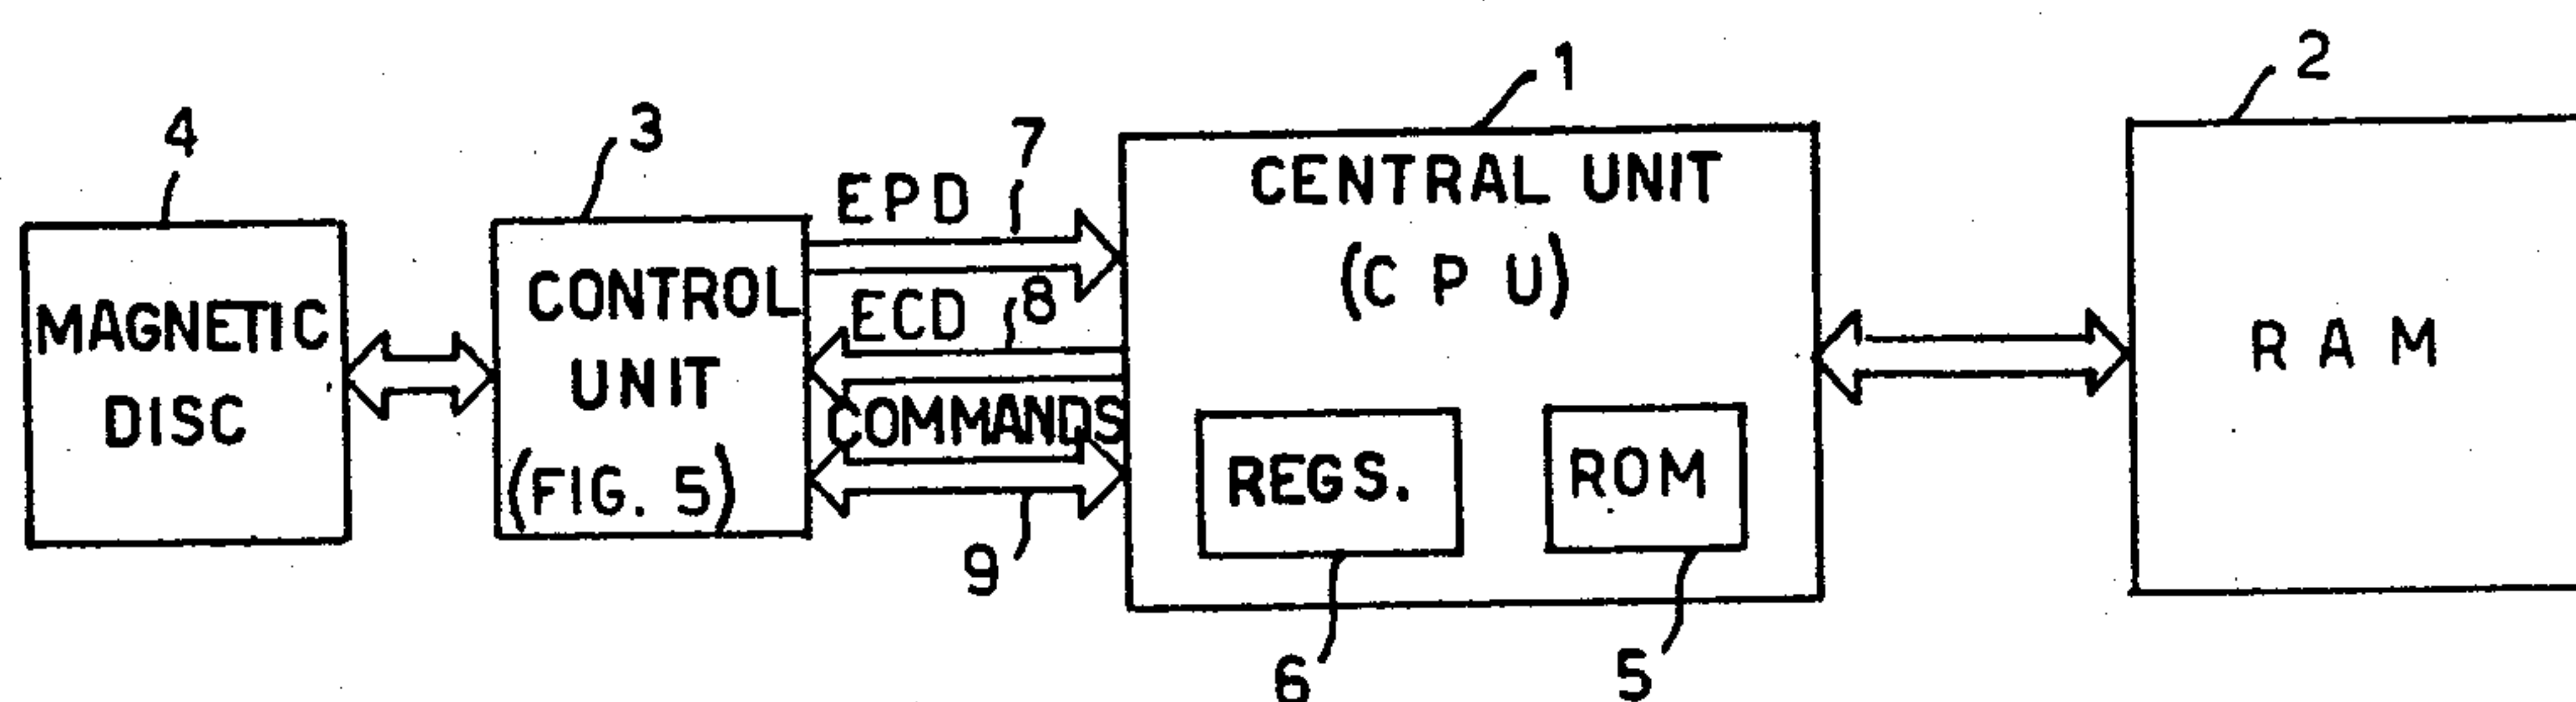 4
MAGNETIC
DISC
3
CONTROL
UNIT
(FIG. 5)
EPD
7
ECD
8
COMMANDS
9
1
CENTRAL UNIT
(C P U)
REGS.
6
ROM
5
2
R A M